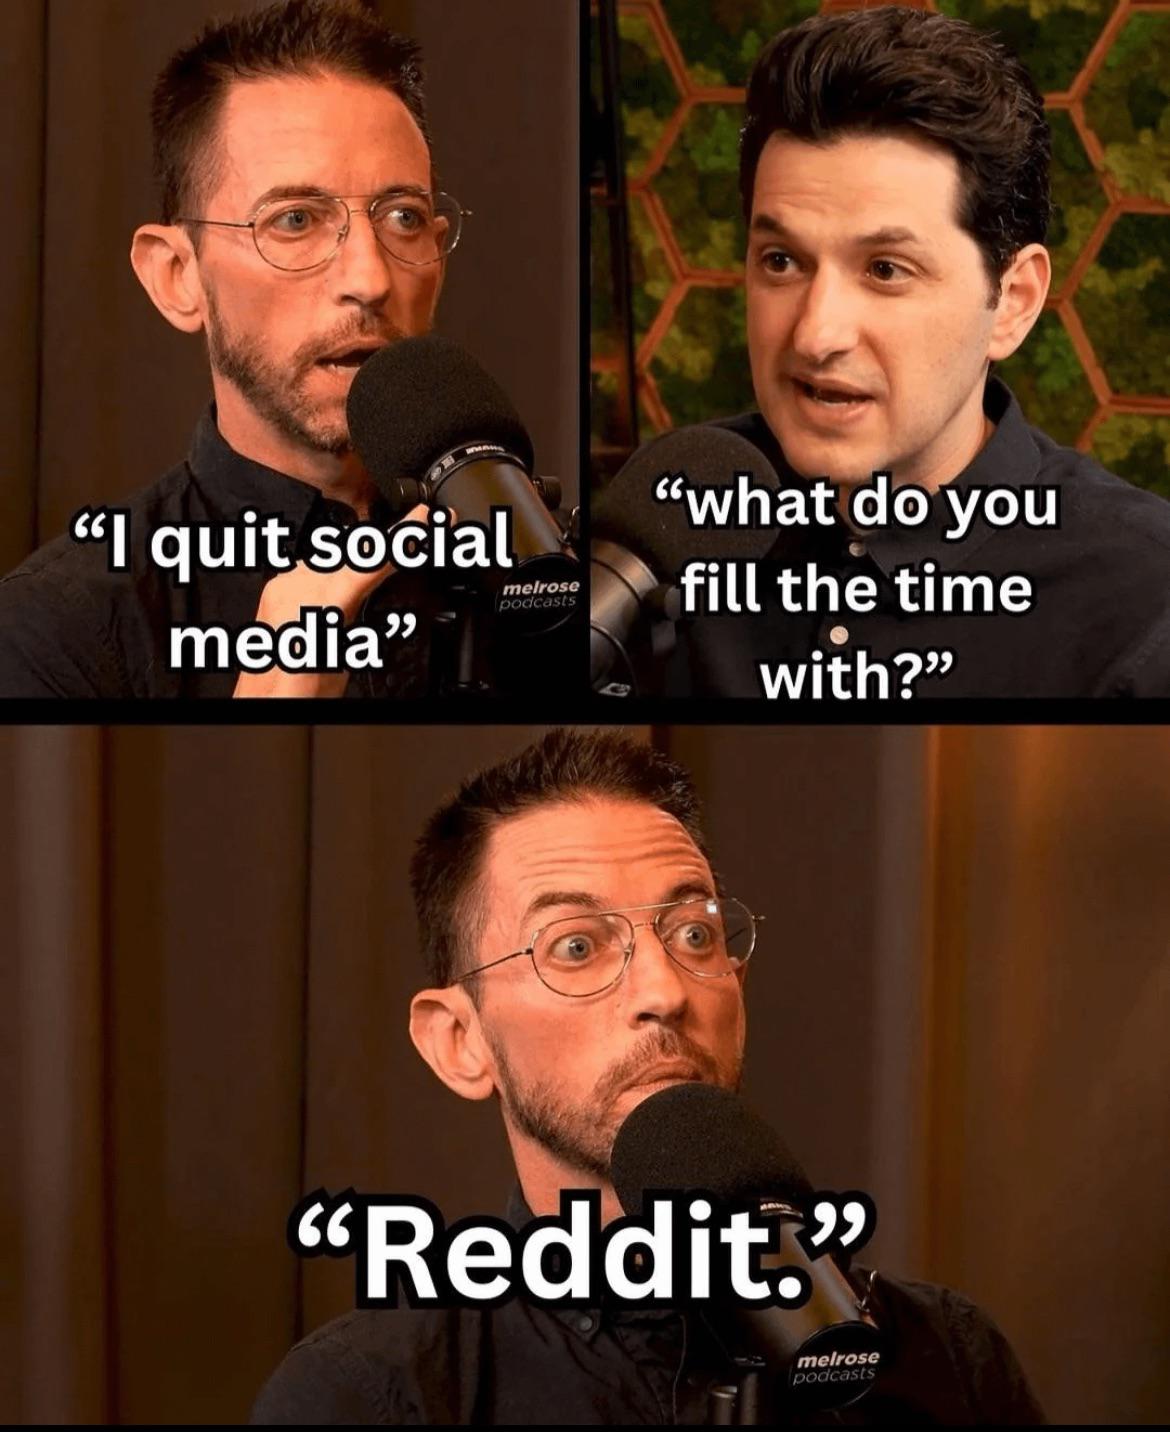 “I quit social
media”
melrose
podcasts
“what do you
fill the time
with?”
“Reddit.”
melrose
podcasts